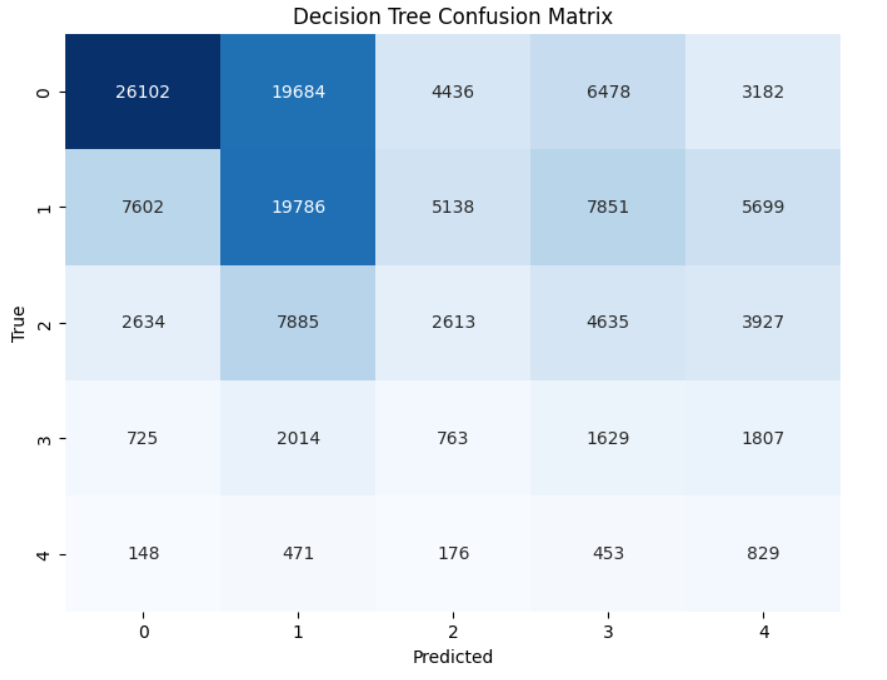 Decision Tree Confusion Matrix
0 26102 19684 4436 6478 3182
1 7602 19786 5138 7851 5699
True
2 2634 7885 2613 4635 3927
3 725 2014 763 1629 1807
4 148 471 176 453 829
0 1 2 3 4
Predicted